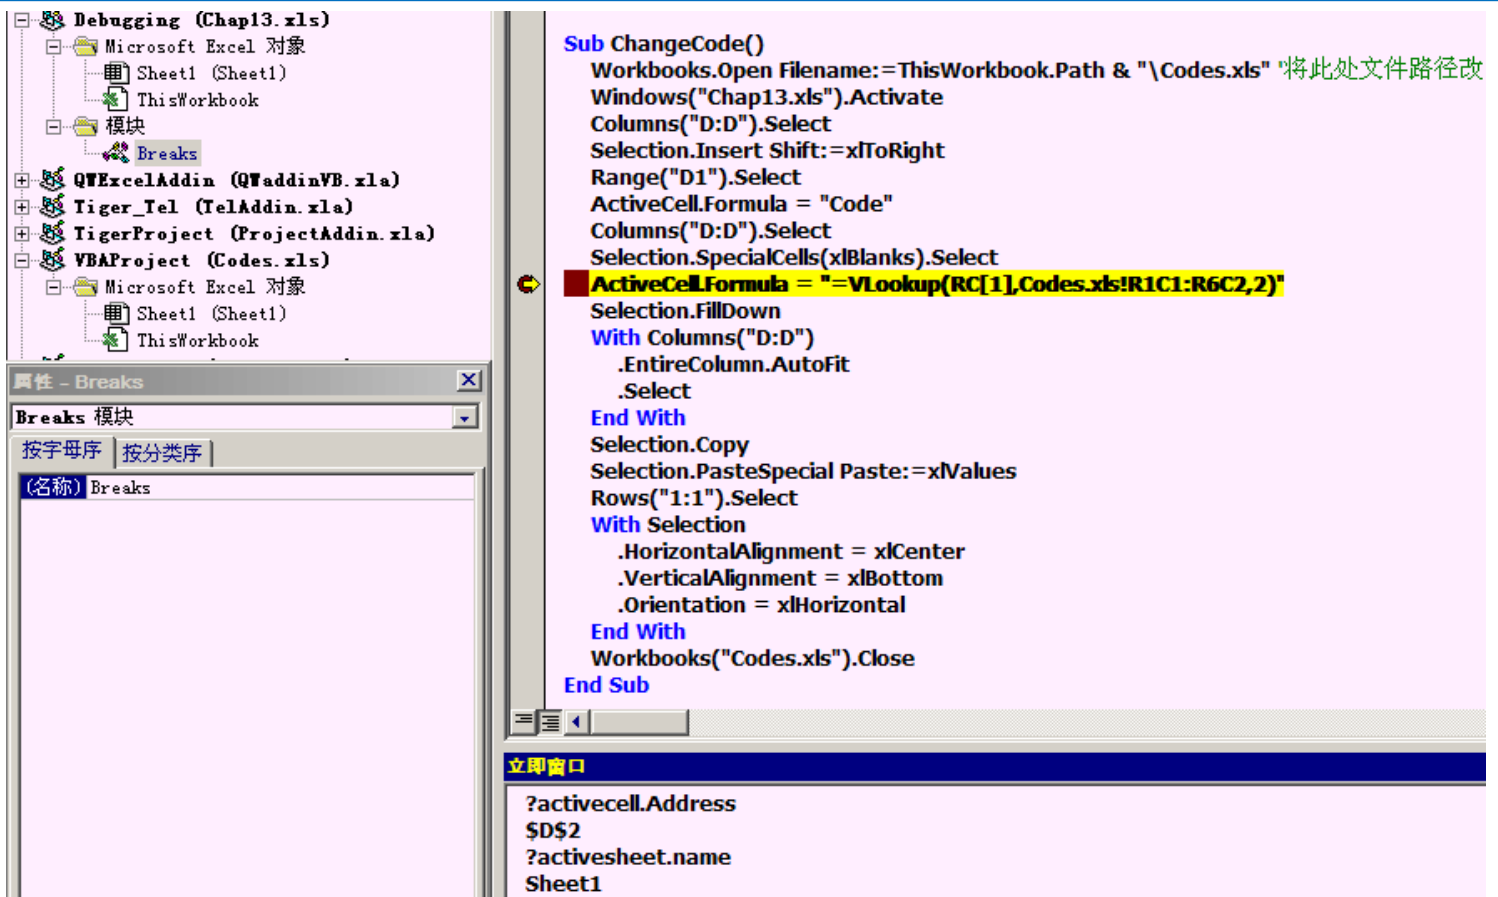 Debugging (Chap13.xls)
Microsoft Excel 对象
Sheet1 (Sheet1)
ThisWorkbook
模块
Breaks
QWExcelAddin (QWaddinVB.xla)
Tiger_Tel (TelAddin.xla)
TigerProject (ProjectAddin.xla)
VBAProject (Codes.xls)
Microsoft Excel 对象
Sheet1 (Sheet1)
ThisWorkbook
属性 - Breaks
Breaks 模块
按字母序
按分类序
(名称) Breaks
Sub ChangeCode()
Workbooks.Open Filename:=ThisWorkbook.Path & "\Codes.xls" '将此处文件路径改
Windows("Chap13.xls").Activate
Columns("D:D").Select
Selection.Insert Shift:=xlToRight
Range("D1").Select
ActiveCell.Formula = "Code"
Columns("D:D").Select
Selection.SpecialCells(xlBlanks).Select
ActiveCell.Formula = "=VLookup(RC[1],Codes.xls!R1C1:R6C2,2)"
Selection.FillDown
With Columns("D:D")
.EntireColumn.AutoFit
.Select
End With
Selection.Copy
Selection.PasteSpecial Paste:=xlValues
Rows("1:1").Select
With Selection
.HorizontalAlignment = xlCenter
.VerticalAlignment = xlBottom
.Orientation = xlHorizontal
End With
Workbooks("Codes.xls").Close
End Sub
立即窗口
?activecell.Address
$D$2
?activesheet.name
Sheet1